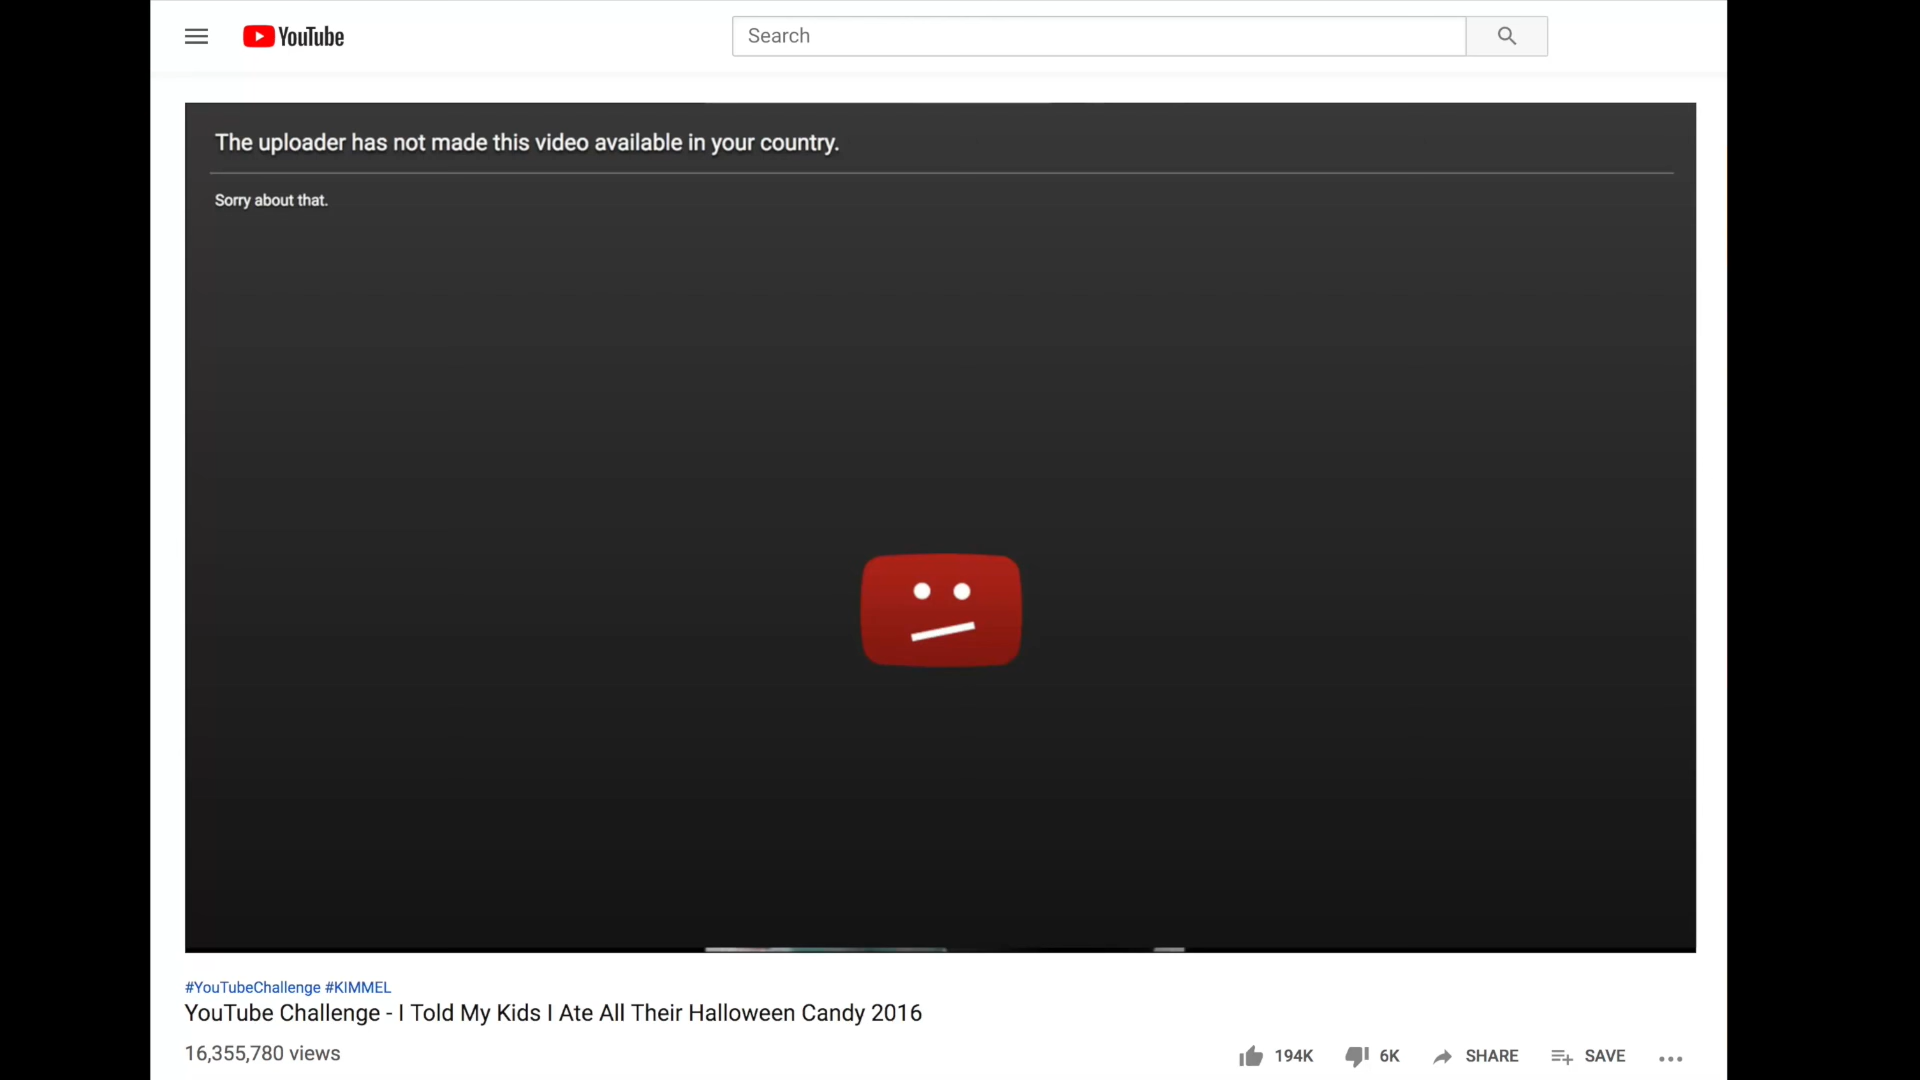 YouTube
Search
The uploader has not made this video available in your country.
Sorry about that.
#YouTubeChallenge #KIMMEL
YouTube Challenge - I Told My Kids I Ate All Their Halloween Candy 2016
16,355,780 views
194K 6K SHARE SAVE